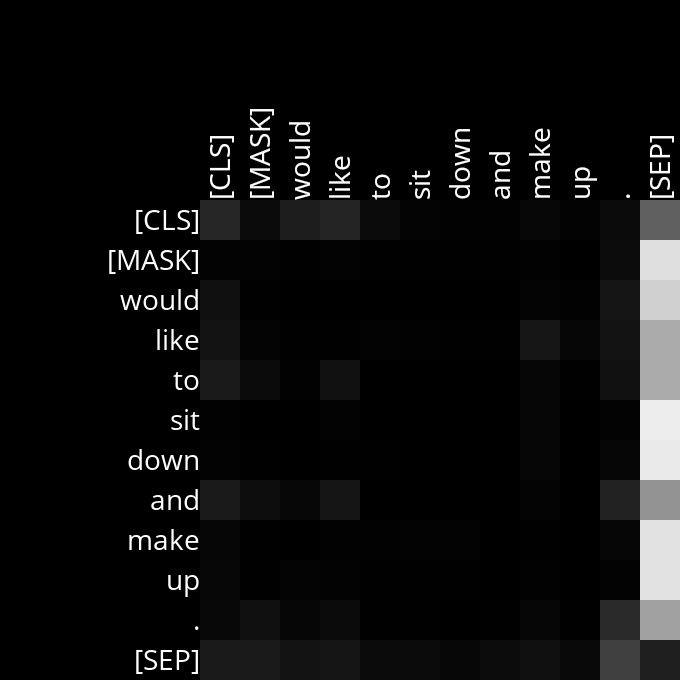 [CLS] [MASK] would like to sit down and make up . [SEP]
[CLS]
[MASK]
would
like
to
sit
down
and
make
up
.
[SEP]